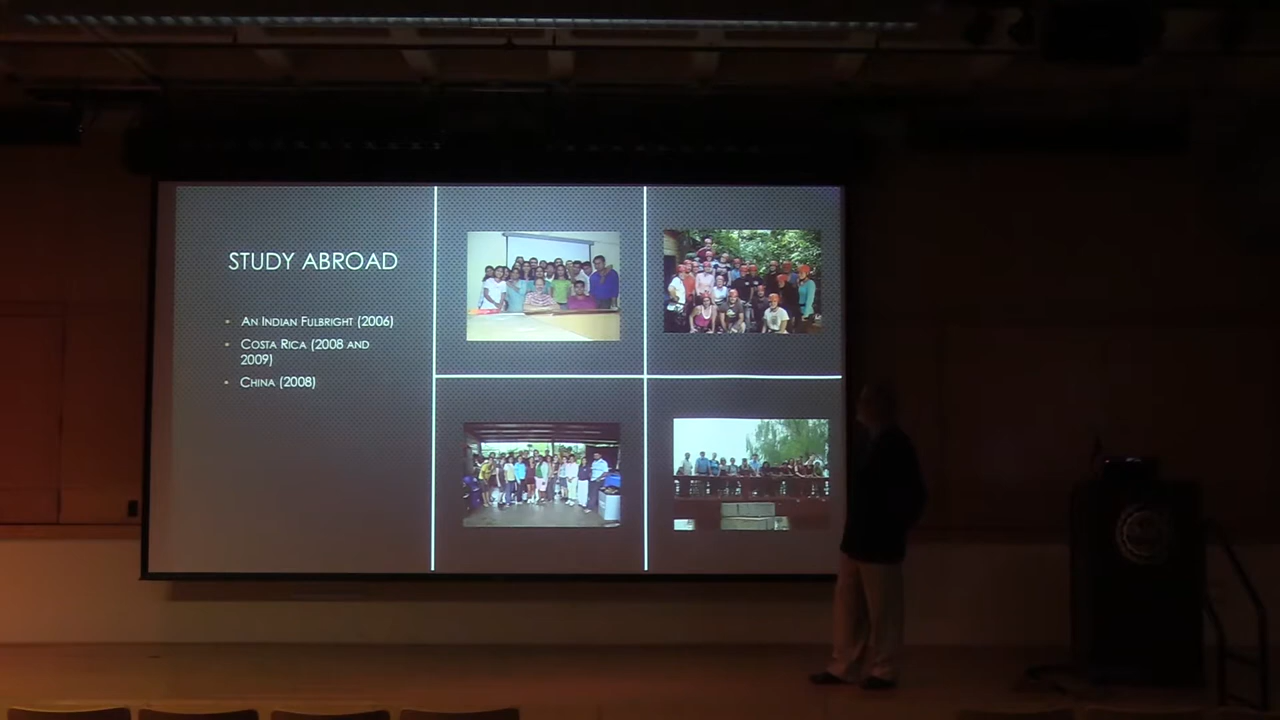 STUDY ABROAD
AN INDIAN FULBRIGHT (2006)
COSTA RICA (2008 AND
2009)
CHINA (2008)